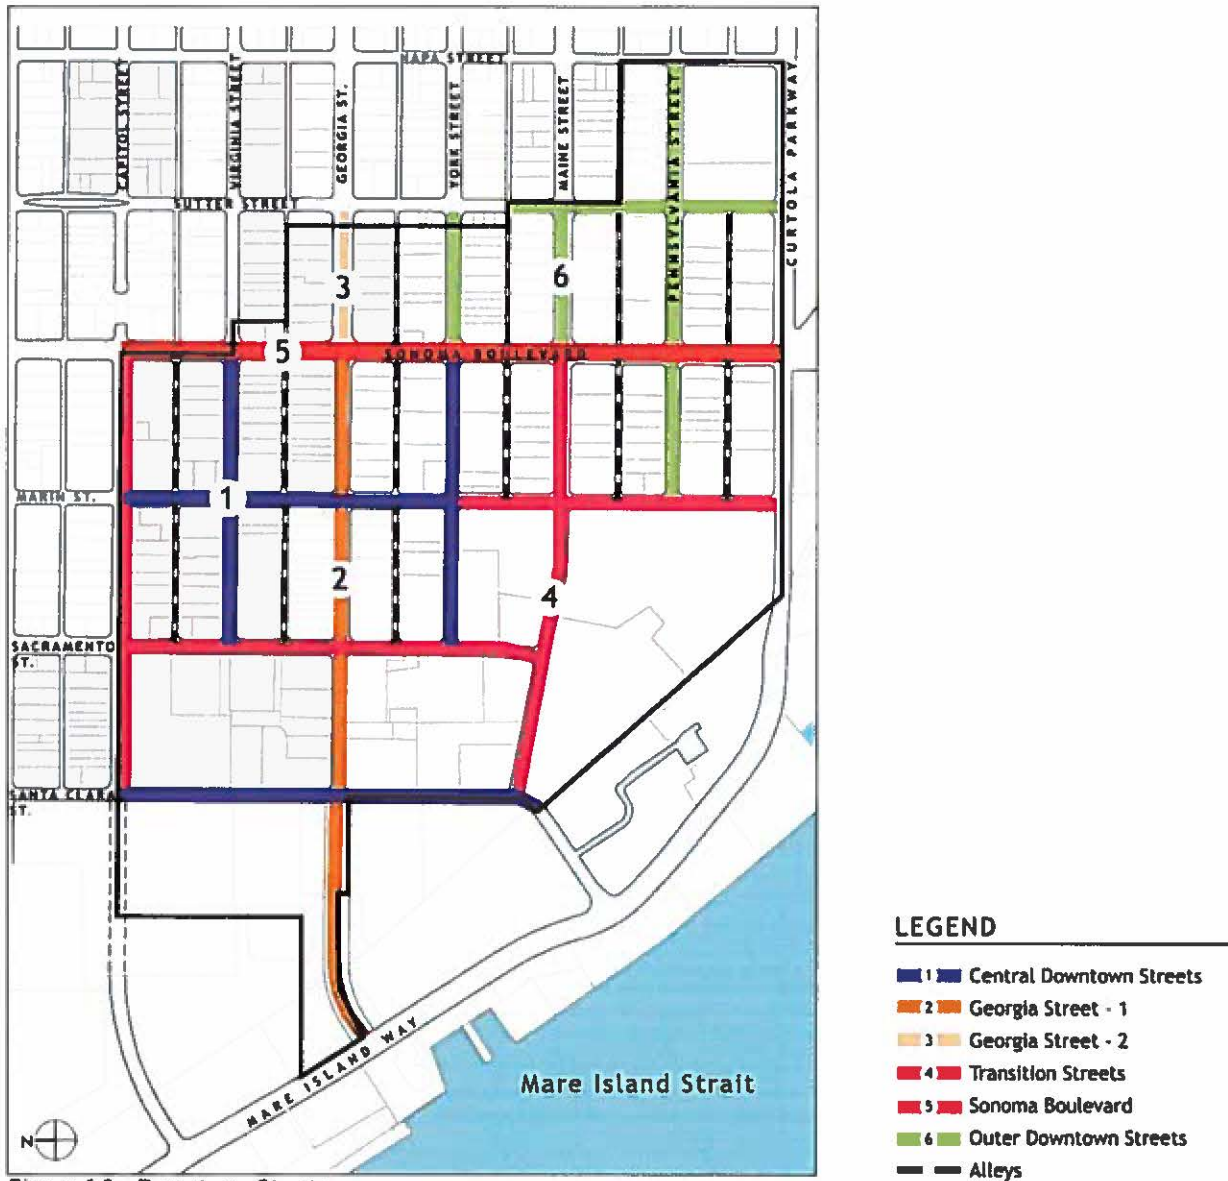 NAPA STREET
CAPITOL STREET
VIRGINIA STREET
GEORGIA ST.
YORK STREET
MAINE STREET
PENNSYLVANIA STREET
CURTOLA PARKWAY
SUTTER STREET
3
6
5
SONOMA BOULEVARD
MARIN ST.
1
2
4
SACRAMENTO
ST.
SANTA CLARA
ST.
MARE ISLAND WAY
Mare Island Strait
N
LEGEND
1 Central Downtown Streets
2 Georgia Street - 1
3 Georgia Street - 2
4 Transition Streets
5 Sonoma Boulevard
6 Outer Downtown Streets
Alleys